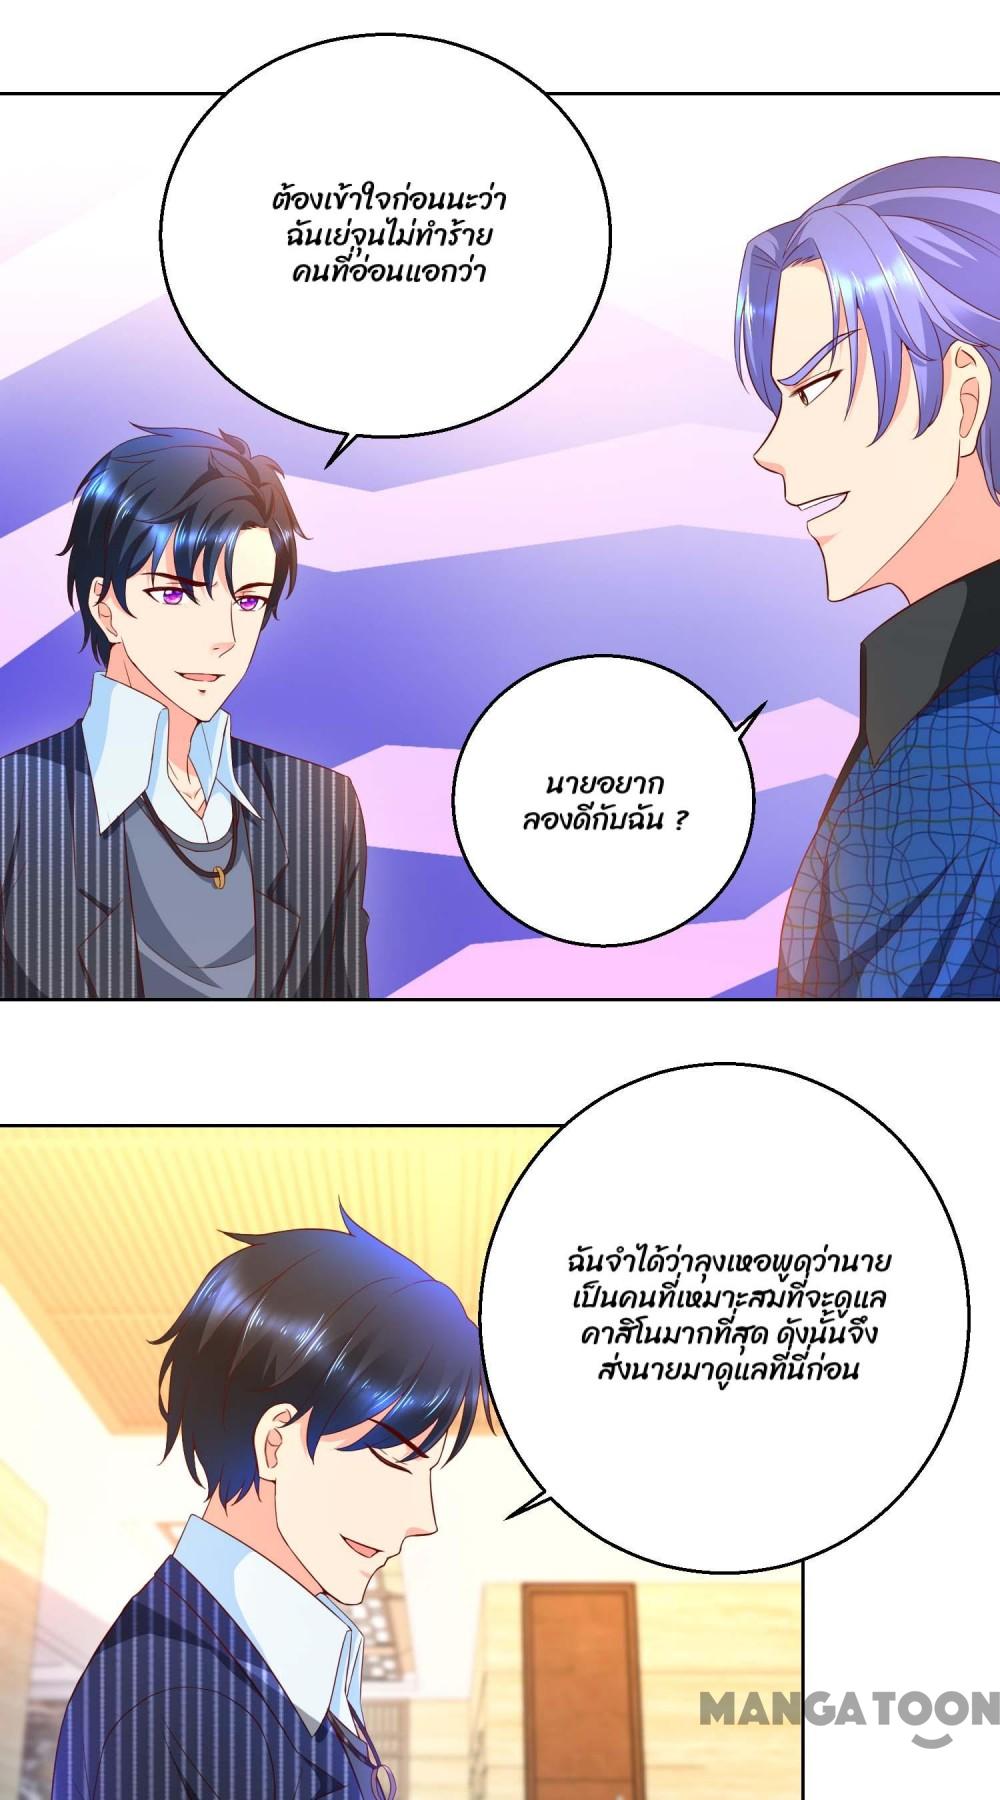 ต้องเข้าใจก่อนนะว่า
ฉันเย่จุนไม่ทำร้าย
คนที่อ่อนแอกว่า
นายอยาก
ลองดีกับฉัน ?
ฉันจำได้ว่าลุงเหอพูดว่านาย
เป็นคนที่เหมาะสมที่จะดูแล
คาสิโนมากที่สุด ดังนั้นจึง
ส่งนายมาดูแลที่นี่ก่อน
MANGATOON